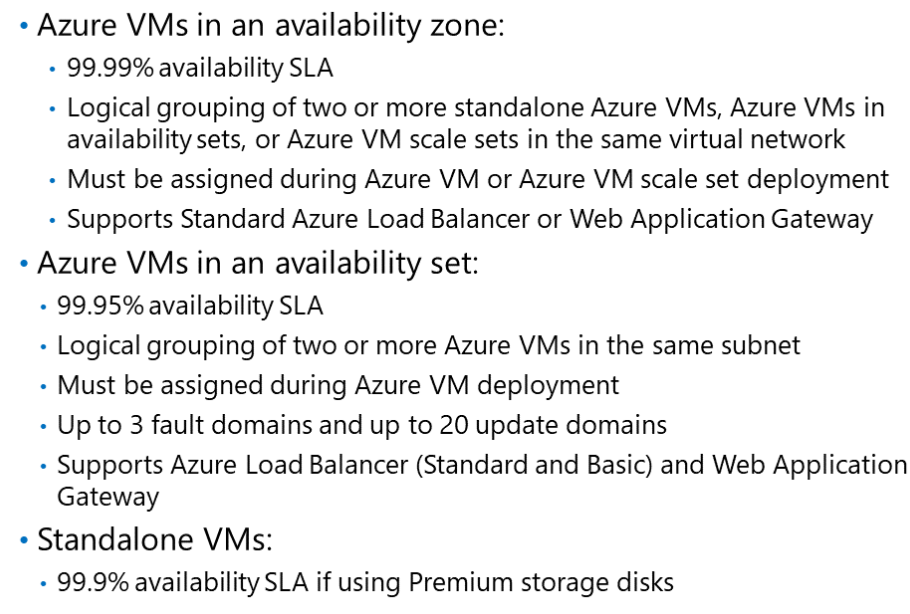 • Azure VMs in an availability zone:
• 99.99% availability SLA
• Logical grouping of two or more standalone Azure VMs, Azure VMs in
availability sets, or Azure VM scale sets in the same virtual network
• Must be assigned during Azure VM or Azure VM scale set deployment
• Supports Standard Azure Load Balancer or Web Application Gateway
• Azure VMs in an availability set:
• 99.95% availability SLA
• Logical grouping of two or more Azure VMs in the same subnet
• Must be assigned during Azure VM deployment
• Up to 3 fault domains and up to 20 update domains
• Supports Azure Load Balancer (Standard and Basic) and Web Application
Gateway
• Standalone VMs:
• 99.9% availability SLA if using Premium storage disks